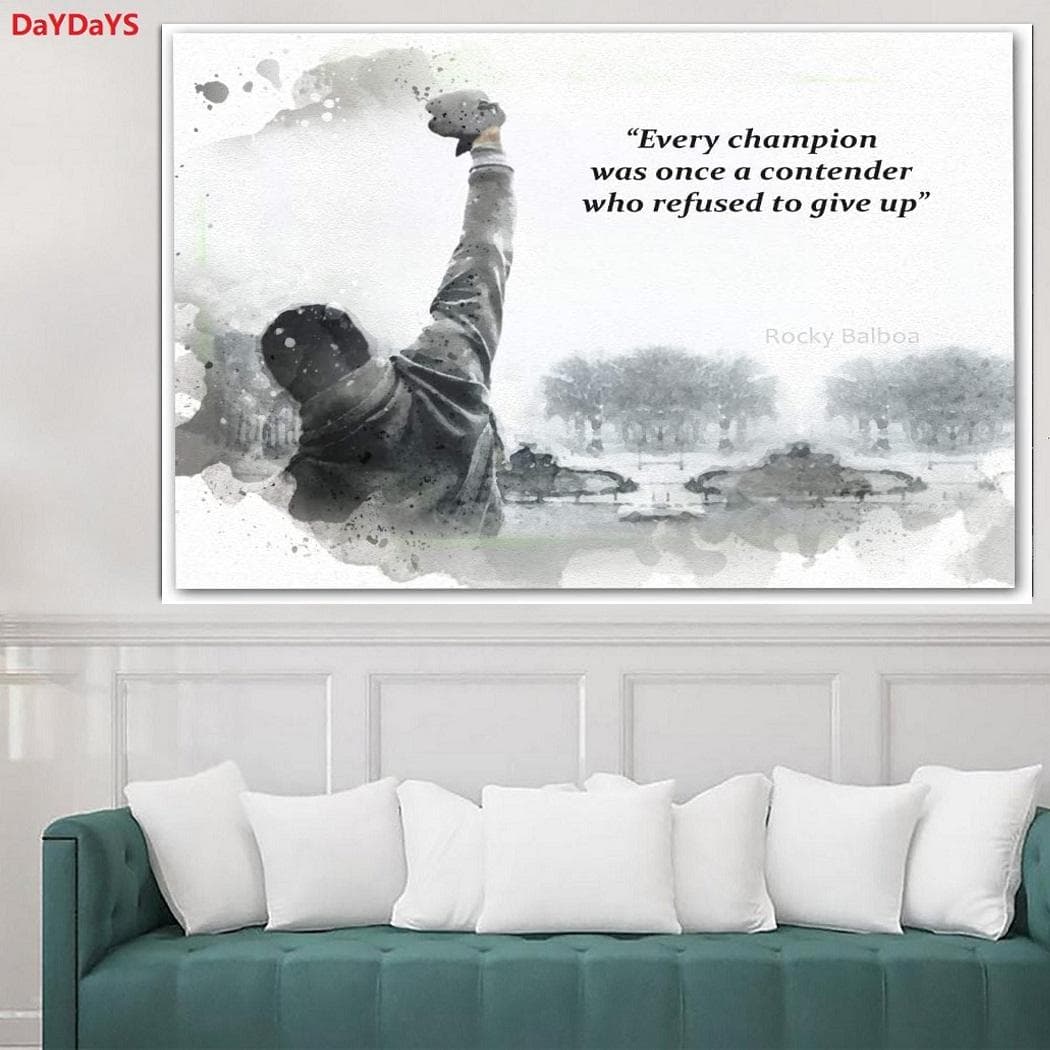 DaYDaYS
“Every champion
was once a contender
who refused to give up”
Rocky Balboa